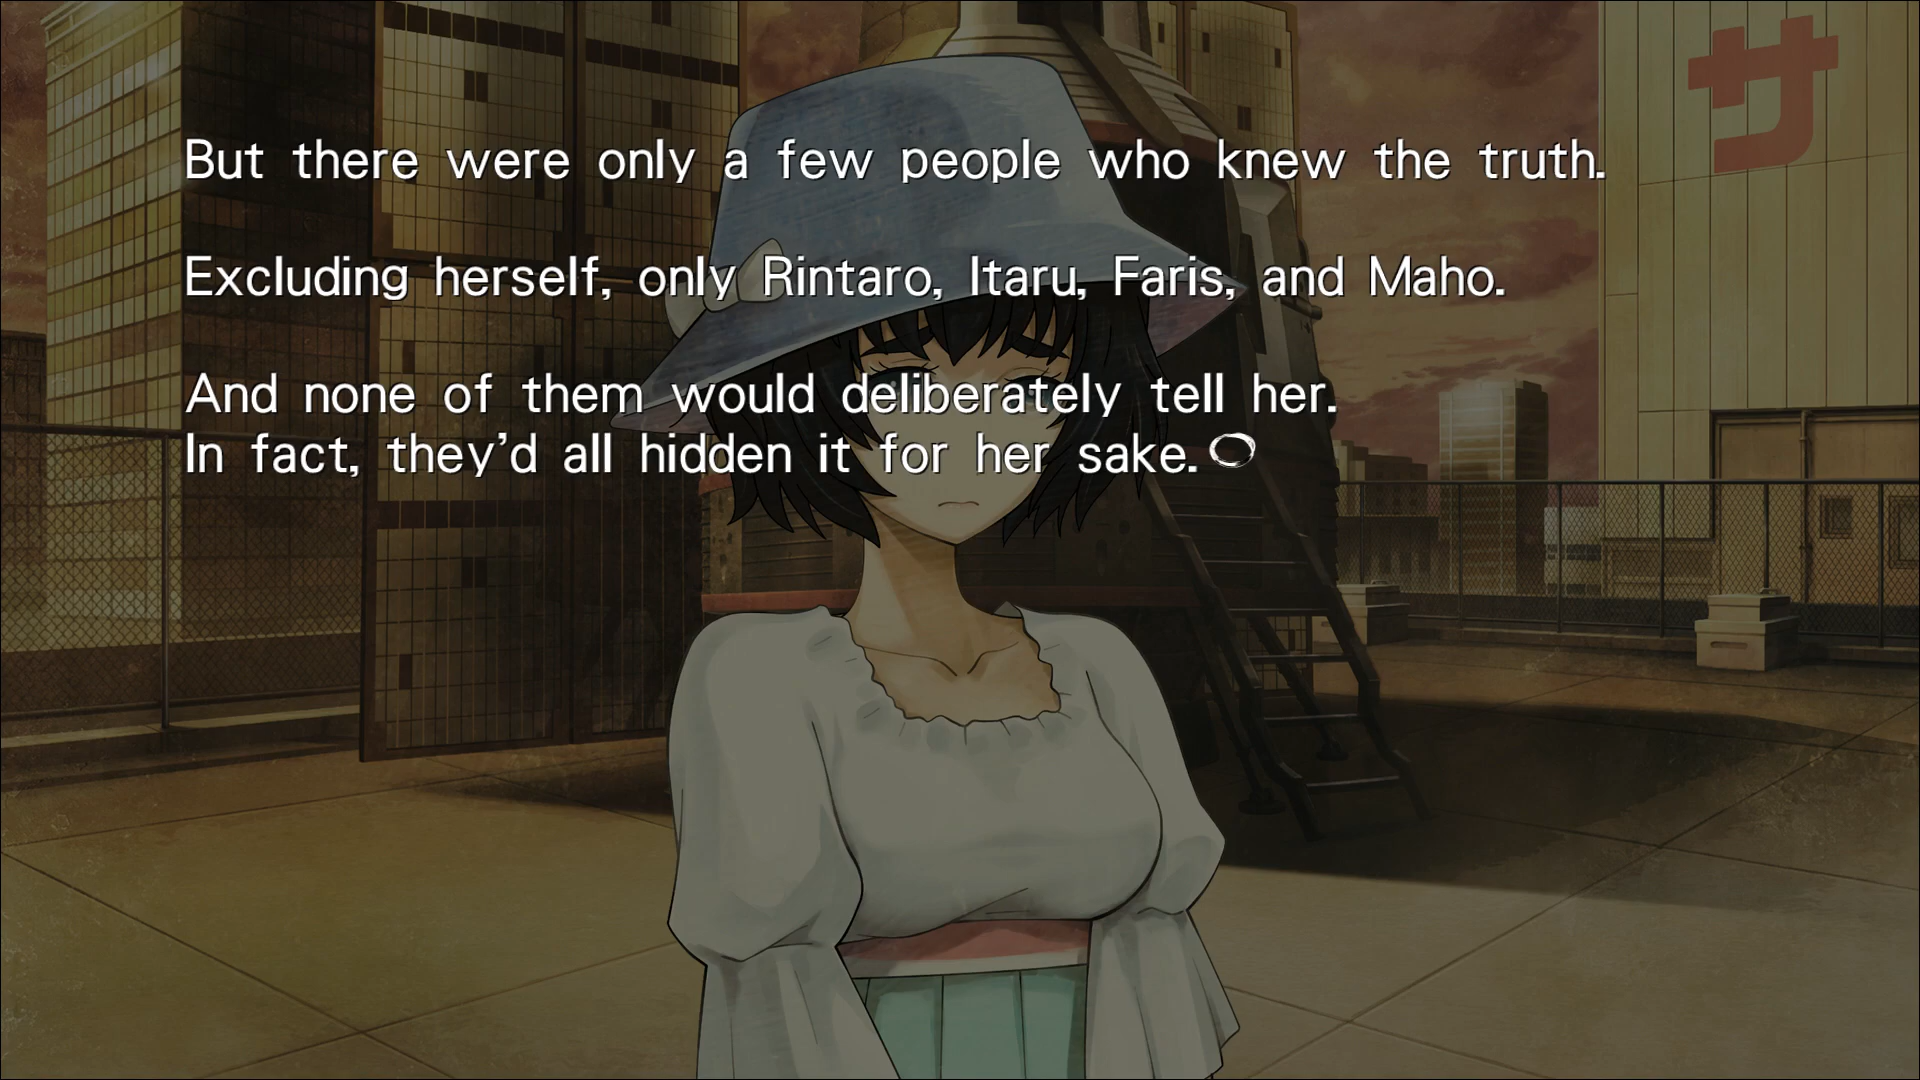 サ
But there were only a few people who knew the truth.
Excluding herself, only Rintaro, Itaru, Faris, and Maho.
And none of them would deliberately tell her.
In fact, they'd all hidden it for her sake.